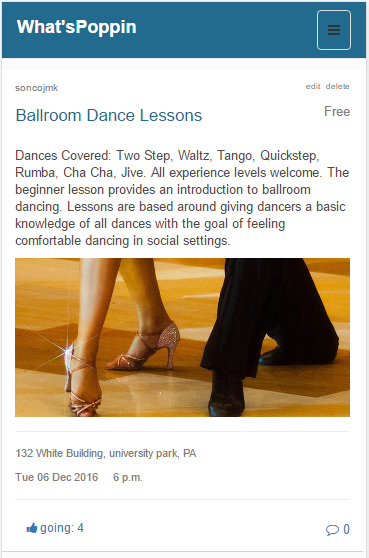 What'sPoppin
soncojmk
edit delete
Ballroom Dance Lessons
Free
Dances Covered: Two Step, Waltz, Tango, Quickstep,
Rumba, Cha Cha, Jive. All experience levels welcome. The
beginner lesson provides an introduction to ballroom
dancing. Lessons are based around giving dancers a basic
knowledge of all dances with the goal of feeling
comfortable dancing in social settings.
132 White Building, university park, PA
Tue 06 Dec 2016 6 p.m.
going: 4
0